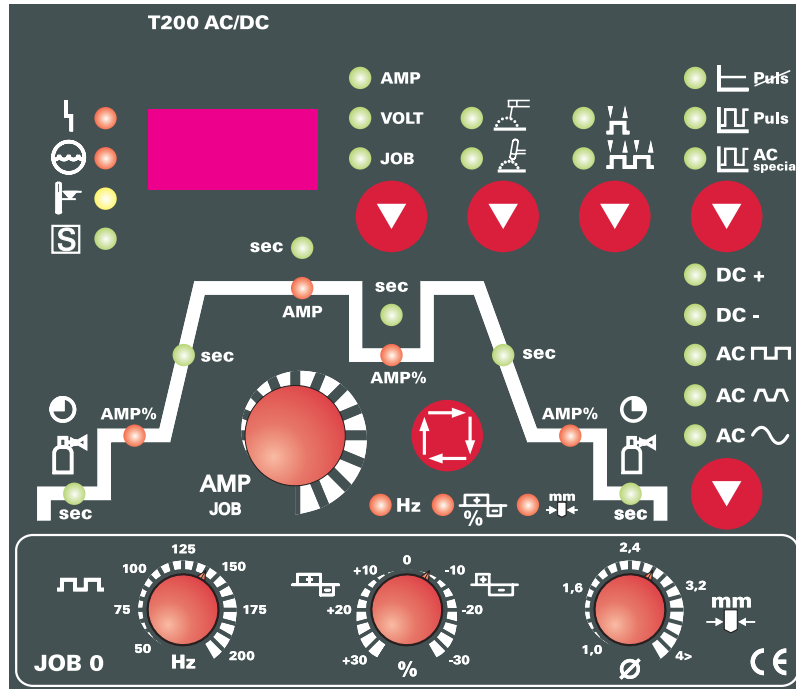 T200 AC/DC
AMP
VOLT
JOB
Puls
Puls
AC
special
S
sec
sec
AMP
sec
AMP%
sec
DC +
DC -
AC
AC
AC
AMP%
AMP%
sec
sec
AMP
JOB
Hz
%
mm
50
75
100
125
150
175
200
Hz
JOB 0
+30
+20
+10
0
-10
-20
-30
%
1,0
1,6
2,4
3,2
4>
Ø
mm
CE